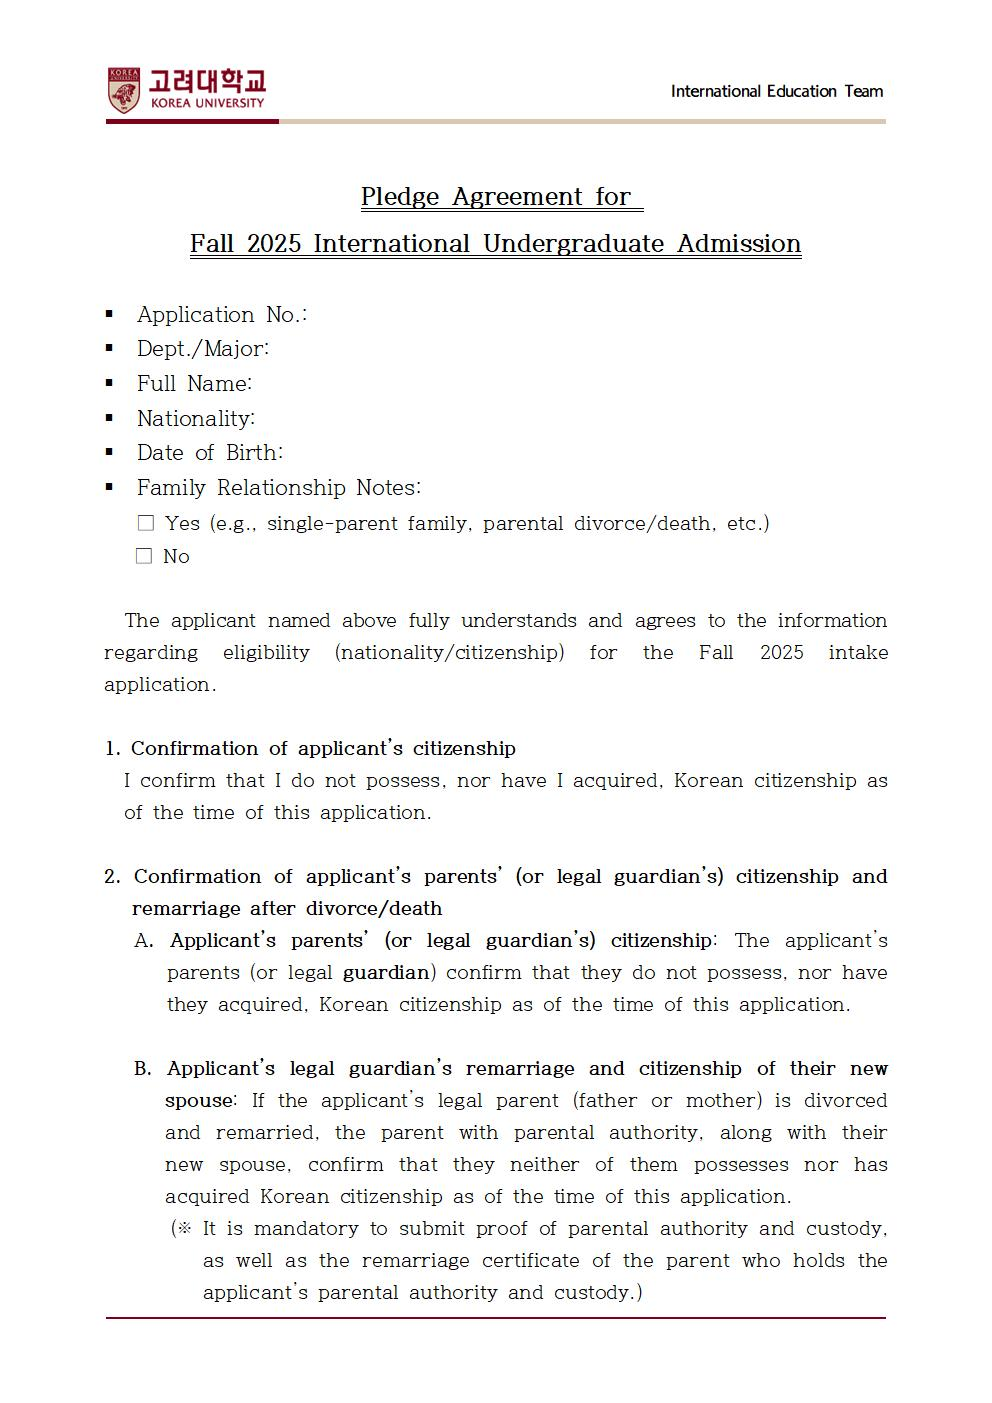 KOREA
UNIVERSITY
고려대학교
KOREA UNIVERSITY
International Education Team
Pledge Agreement for
Fall 2025 International Undergraduate Admission
▪ Application No.:
▪ Dept./Major:
▪ Full Name:
▪ Nationality:
▪ Date of Birth:
▪ Family Relationship Notes:
□ Yes (e.g., single-parent family, parental divorce/death, etc.)
□ No
The applicant named above fully understands and agrees to the information
regarding eligibility (nationality/citizenship) for the Fall 2025 intake
application.
1. Confirmation of applicant's citizenship
I confirm that I do not possess, nor have I acquired, Korean citizenship as
of the time of this application.
2. Confirmation of applicant's parents' (or legal guardian's) citizenship and
remarriage after divorce/death
A. Applicant's parents' (or legal guardian's) citizenship: The applicant's
parents (or legal guardian) confirm that they do not possess, nor have
they acquired, Korean citizenship as of the time of this application.
B. Applicant's legal guardian's remarriage and citizenship of their new
spouse: If the applicant's legal parent (father or mother) is divorced
and remarried, the parent with parental authority, along with their
new spouse, confirm that they neither of them possesses nor has
acquired Korean citizenship as of the time of this application.
(※ It is mandatory to submit proof of parental authority and custody,
as well as the remarriage certificate of the parent who holds the
applicant's parental authority and custody.)